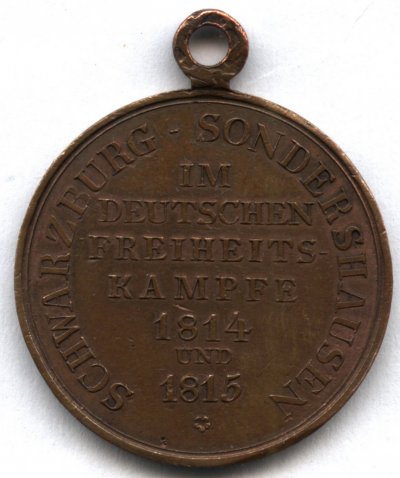 SCHWARZBURG - SONDERSHAUSEN
IM
DEUTSCHEN
FREIHEITS-
KAMPFE
1814
UND
1815